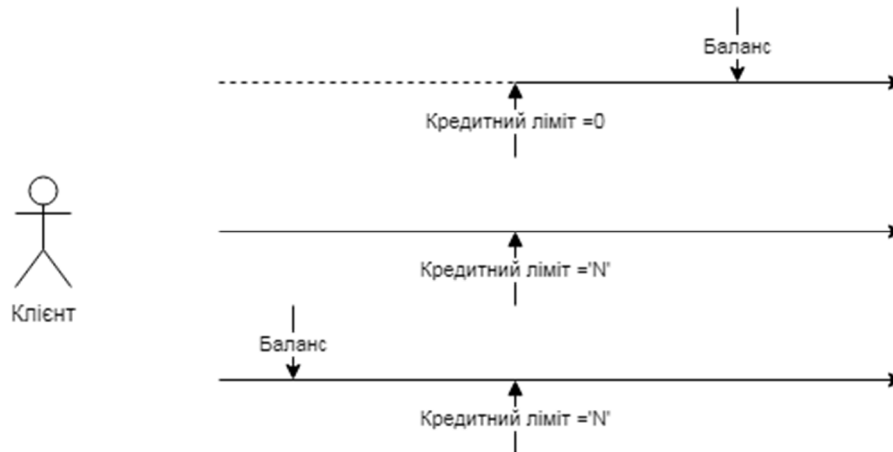 Баланс
Кредитний ліміт =0
Кредитний ліміт ='N'
Клієнт
Баланс
Кредитний ліміт ='N'